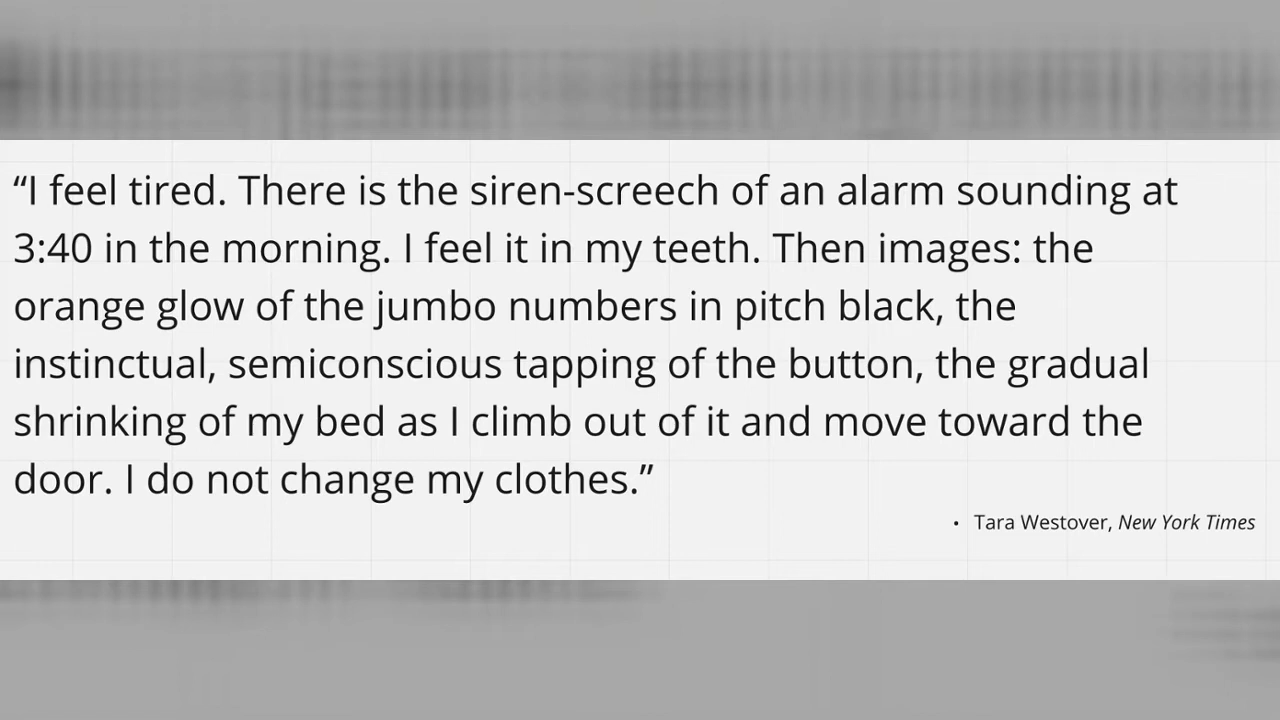 “I feel tired. There is the siren-screech of an alarm sounding at
3:40 in the morning. I feel it in my teeth. Then images: the
orange glow of the jumbo numbers in pitch black, the
instinctual, semiconscious tapping of the button, the gradual
shrinking of my bed as I climb out of it and move toward the
door. I do not change my clothes.”
• Tara Westover, New York Times